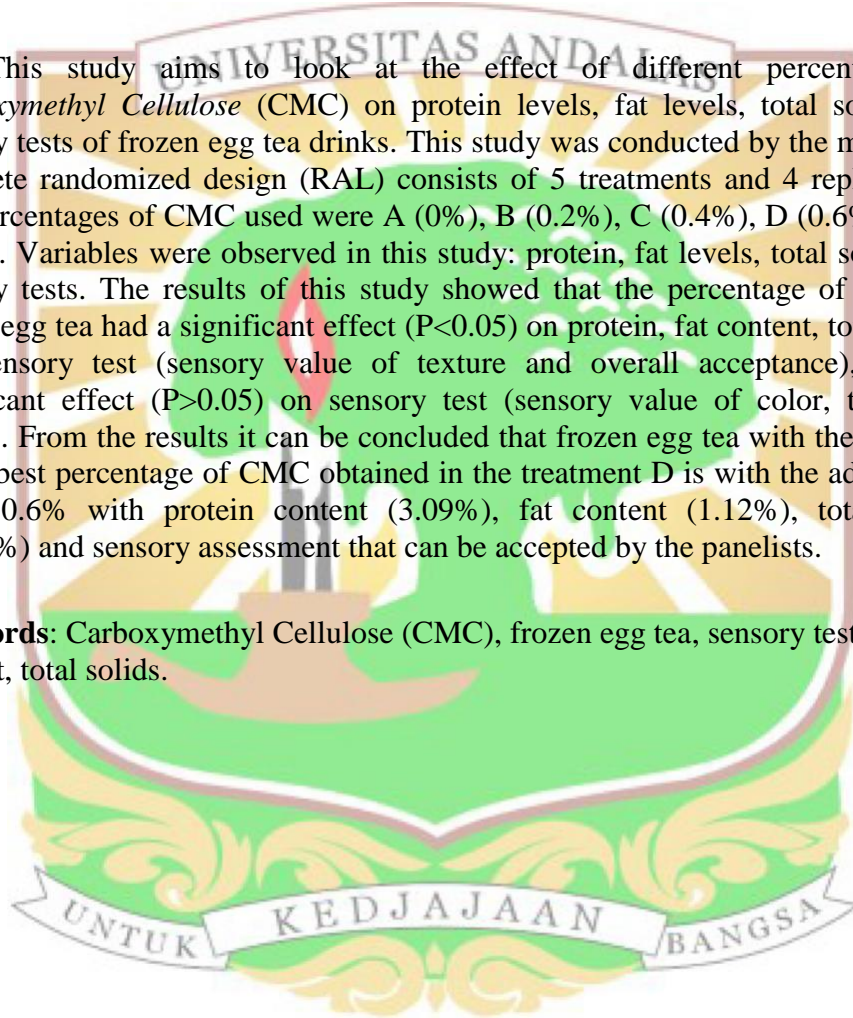 UNIVERSITAS ANDALAS
This study aims to look at the effect of different percent
xymethyl Cellulose (CMC) on protein levels, fat levels, total so
y tests of frozen egg tea drinks. This study was conducted by the m
ete randomized design (RAL) consists of 5 treatments and 4 rep
rcentages of CMC used were A (0%), B (0.2%), C (0.4%), D (0.6%
. Variables were observed in this study: protein, fat levels, total so
y tests. The results of this study showed that the percentage of
egg tea had a significant effect (P<0.05) on protein, fat content, to
ensory test (sensory value of texture and overall acceptance),
cant effect (P>0.05) on sensory test (sensory value of color, t
. From the results it can be concluded that frozen egg tea with the
best percentage of CMC obtained in the treatment D is with the ad
0.6% with protein content (3.09%), fat content (1.12%), tot
%) and sensory assessment that can be accepted by the panelists.
ords: Carboxymethyl Cellulose (CMC), frozen egg tea, sensory test
t, total solids.
UNTUK KEDJAJAAN BANGSA